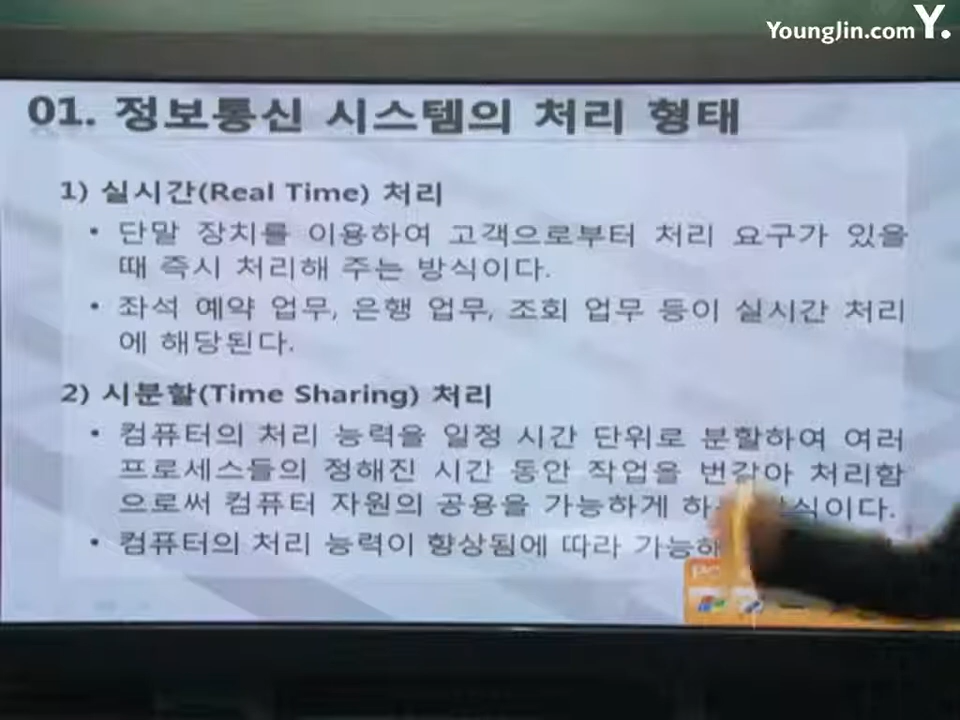 YoungJin.com Y.
01. 정보통신 시스템의 처리 형태
1) 실시간(Real Time) 처리
• 단말 장치를 이용하여 고객으로부터 처리 요구가 있을
때 즉시 처리해 주는 방식이다.
• 좌석 예약 업무, 은행 업무, 조회 업무 등이 실시간 처리
에 해당된다.
2) 시분할(Time Sharing) 처리
• 컴퓨터의 처리 능력을 일정 시간 단위로 분할하여 여러
프로세스들의 정해진 시간 동안 작업을 번갈아 처리함
으로써 컴퓨터 자원의 공용을 가능하게 이다.
• 컴퓨터의 처리 능력이 향상됨에 따라